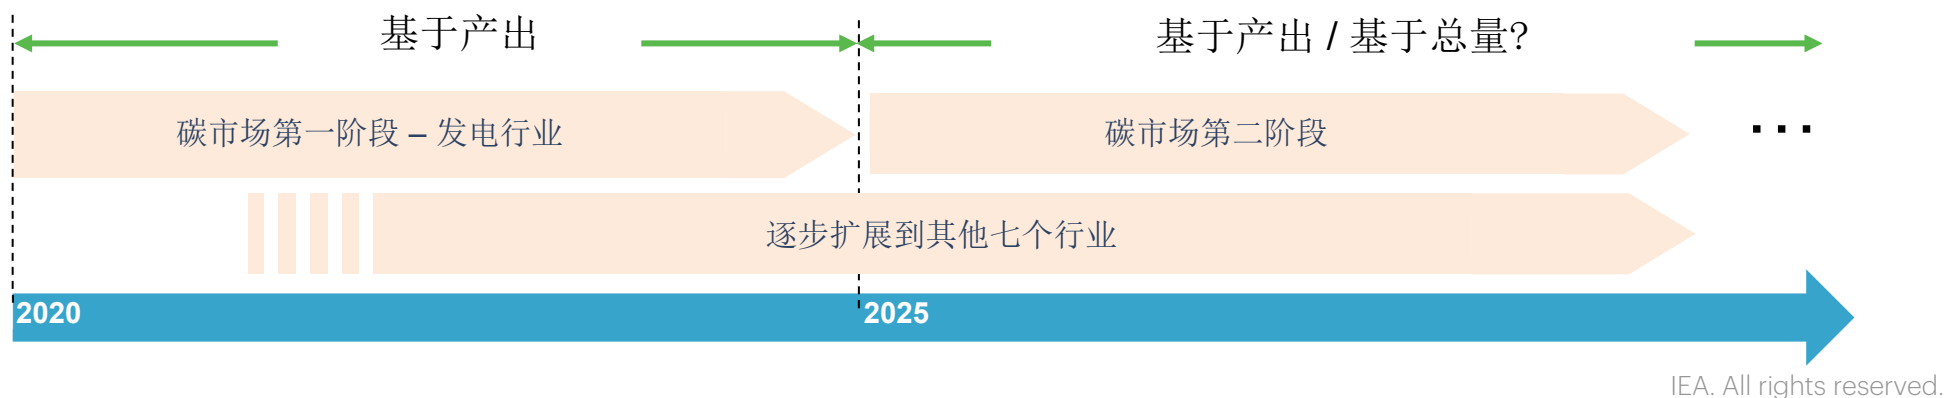 基于产出
基于产出 / 基于总量?
碳市场第一阶段 – 发电行业
碳市场第二阶段
...
逐步扩展到其他七个行业
2020
2025
IEA. All rights reserved.